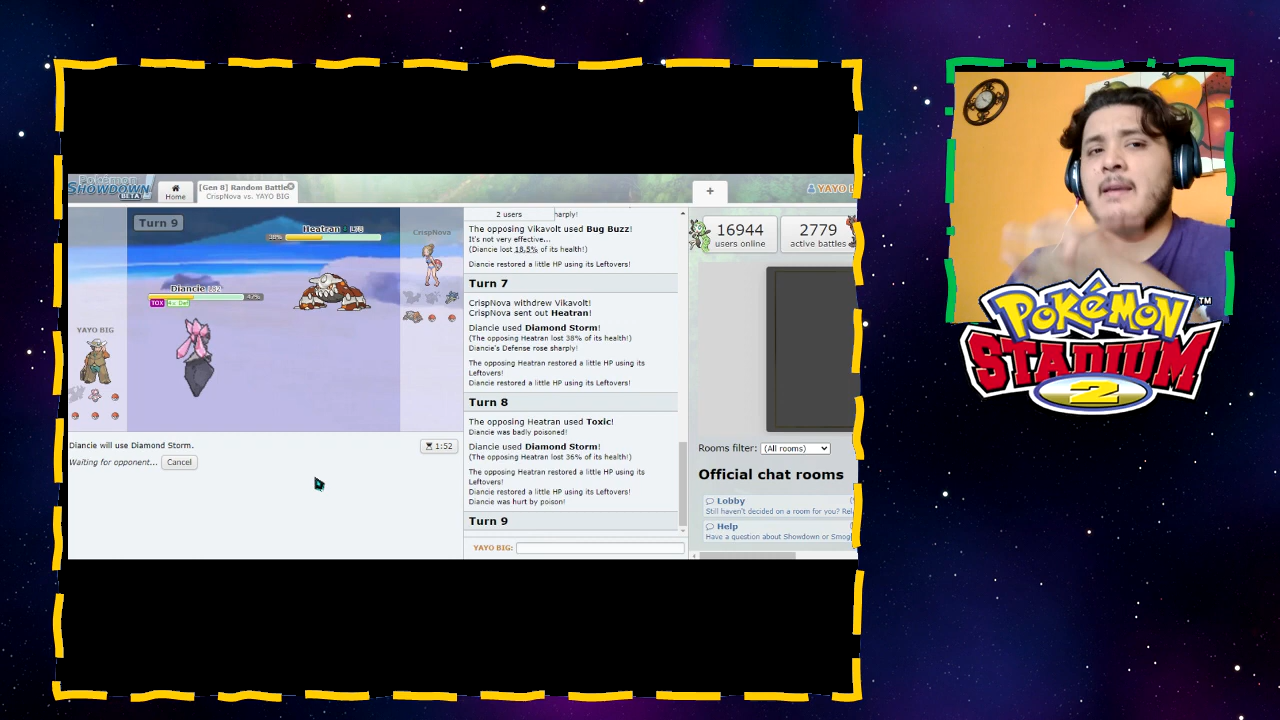 Pokémon
SHOWDOWN
BETA
Home
[Gen 8] Random Battle
CrispNova vs. YAYO BIG
+
YAYO
Turn 9
Heatran
38%
Diancie
47%
TOX
4x Def
YAYO BIG
CrispNova
2 users
harply!
The opposing Vikavolt used Bug Buzz!
It's not very effective...
(Diancie lost 18.5% of its health!)
Diancie restored a little HP using its Leftovers!
Turn 7
CrispNova withdrew Vikavolt!
CrispNova sent out Heatran!
Diancie used Diamond Storm!
(The opposing Heatran lost 38% of its health!)
Diancie's Defense rose sharply!
The opposing Heatran restored a little HP using its
Leftovers!
Diancie restored a little HP using its Leftovers!
Turn 8
The opposing Heatran used Toxic!
Diancie was badly poisoned!
Diancie used Diamond Storm!
(The opposing Heatran lost 36% of its health!)
The opposing Heatran restored a little HP using its
Leftovers!
Diancie restored a little HP using its Leftovers!
Diancie was hurt by poison!
Turn 9
YAYO BIG:
Diancie will use Diamond Storm.
1:52
Waiting for opponent... Cancel
16944
users online
2779
active battles
Rooms filter: (All rooms)
Official chat rooms
Lobby
Still haven't decided on a room for you? Rel
Help
Have a question about Showdown or Smog
POKéMON
STADIUM
2
TM